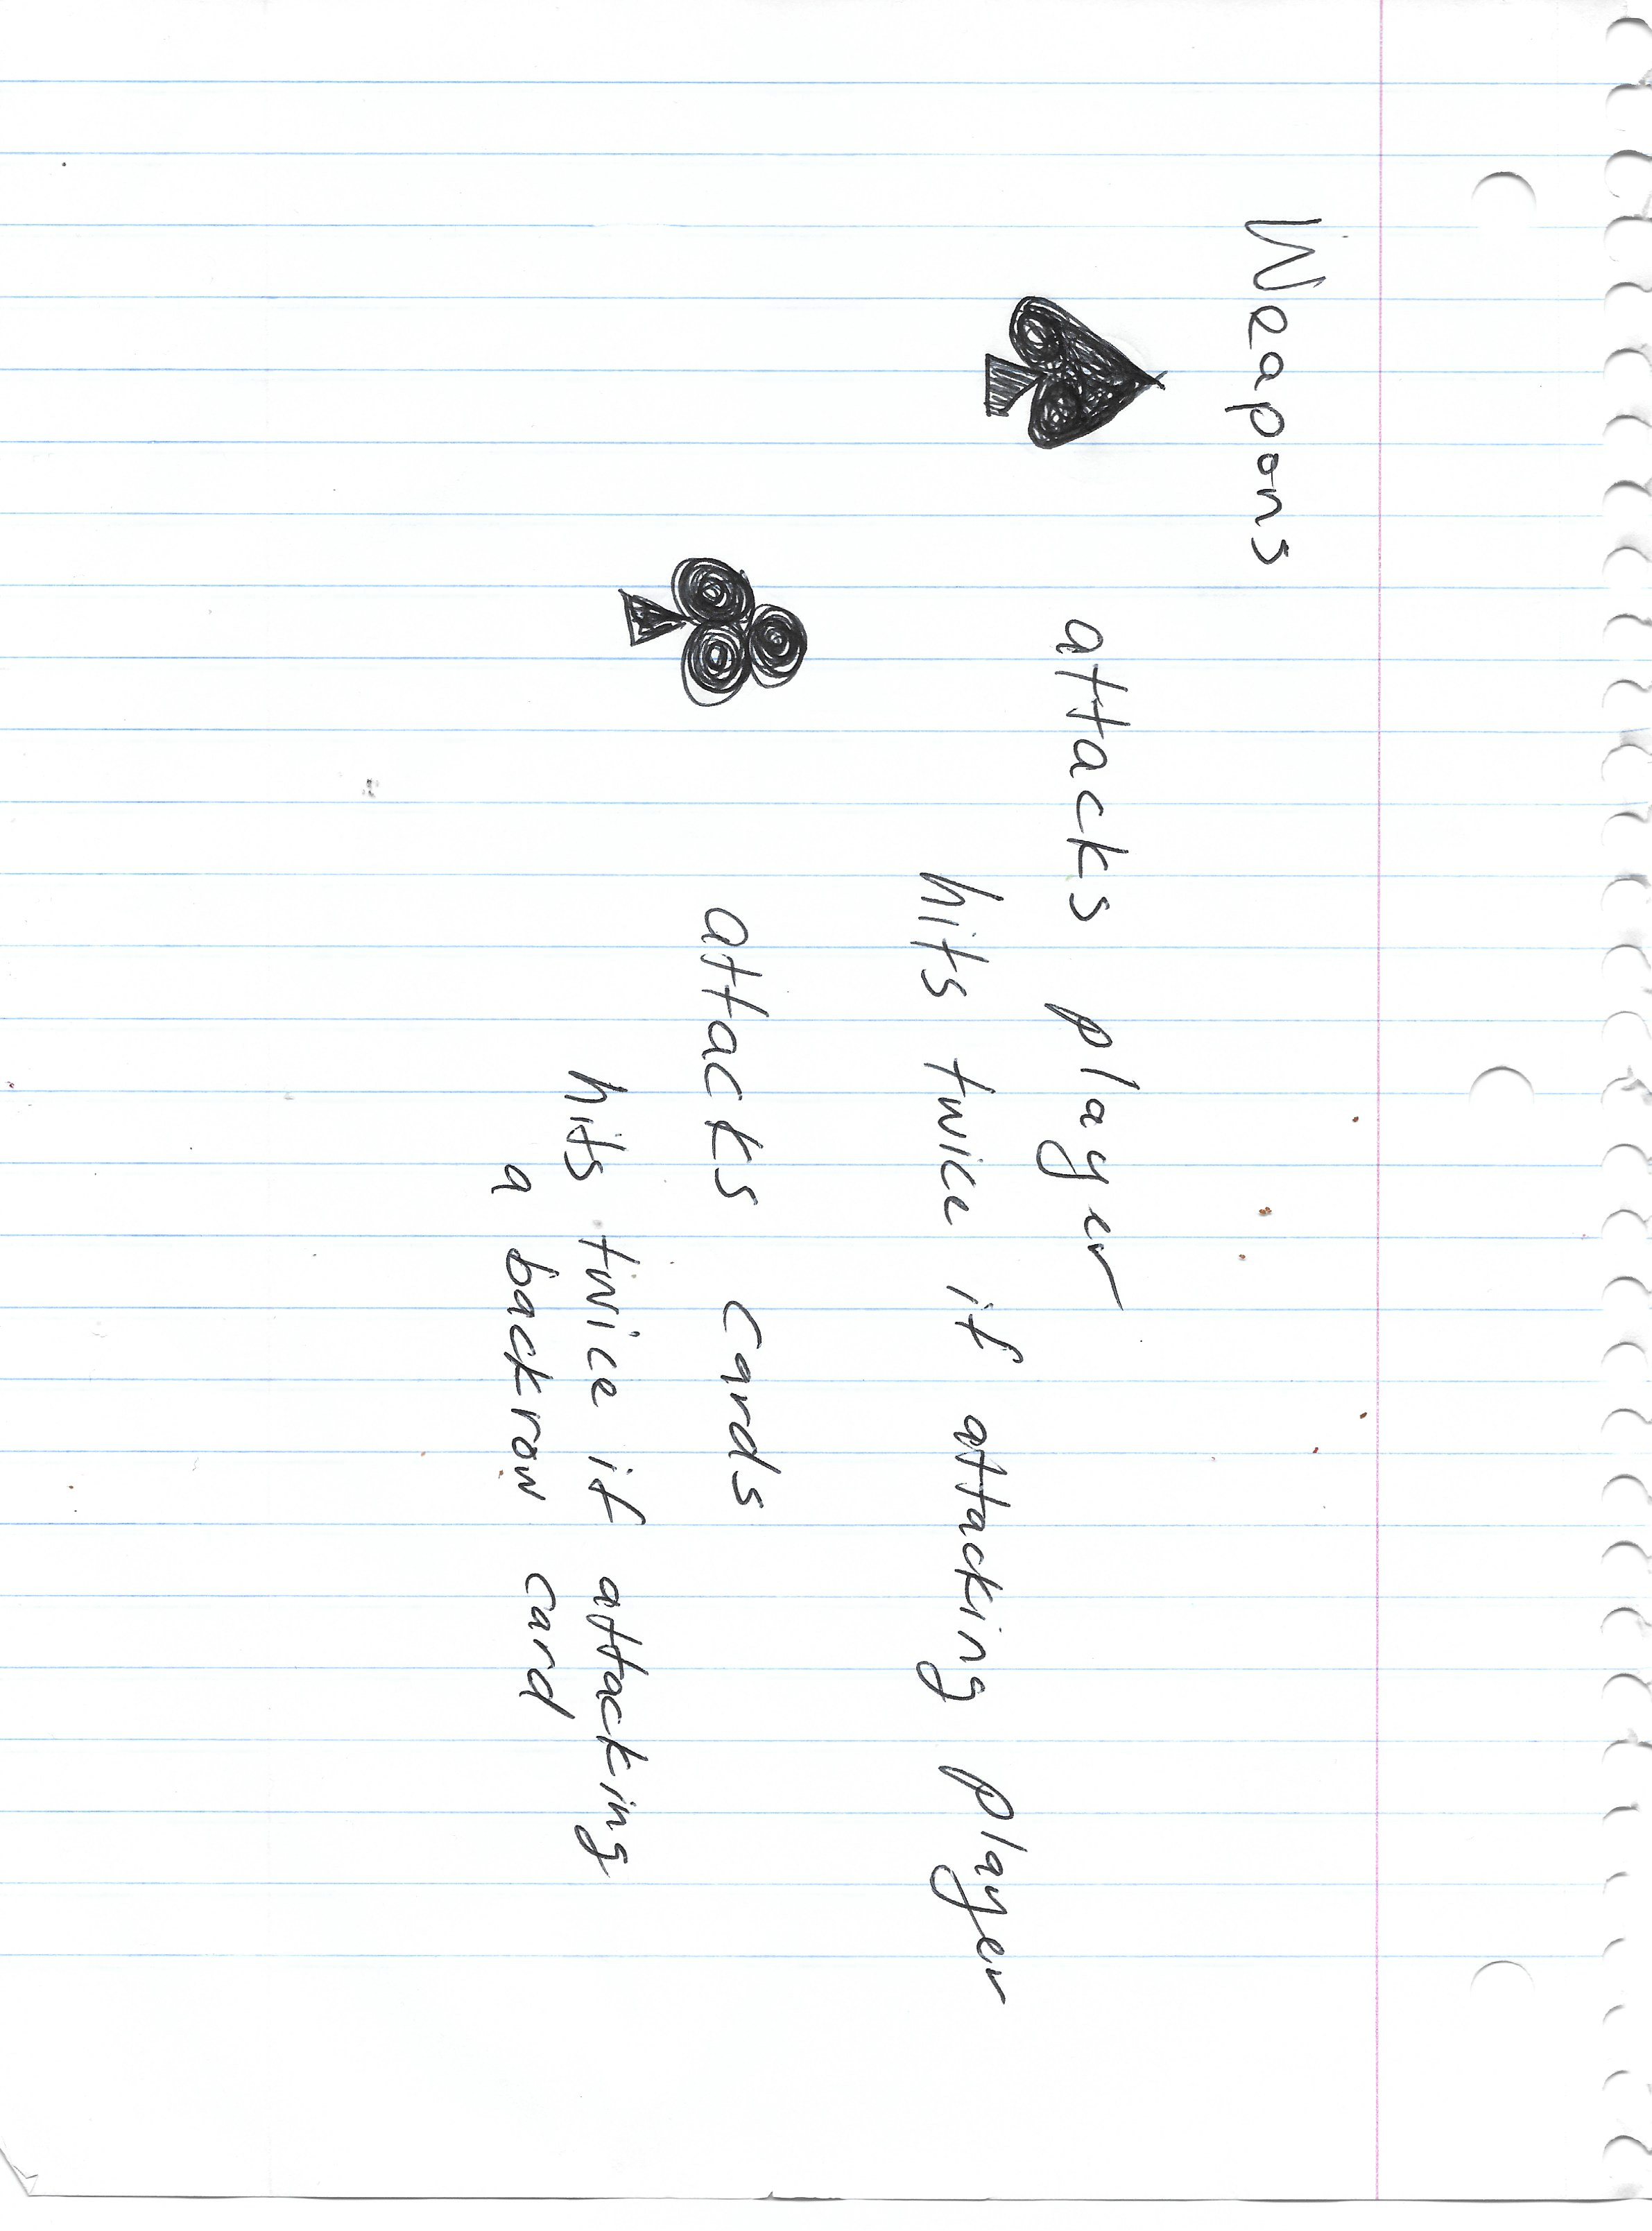 Weapons
attacks player
hits twice if attacking player
attacks cards
hits twice if attacking
a backrow card